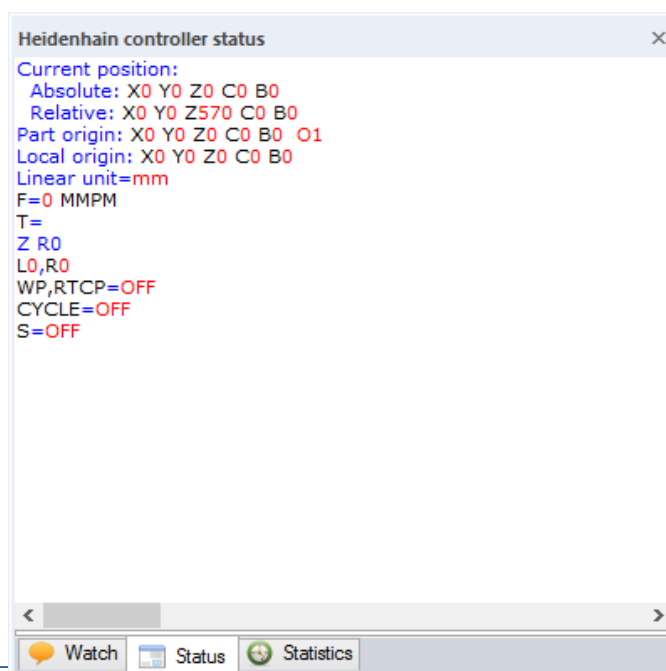 Heidenhain controller status
Current position:
Absolute: X0 Y0 Z0 C0 B0
Relative: X0 Y0 Z570 C0 B0
Part origin: X0 Y0 Z0 C0 B0 O1
Local origin: X0 Y0 Z0 C0 B0
Linear unit=mm
F=0 MMPM
T=
Z R0
L0,R0
WP,RTCP=OFF
CYCLE=OFF
S=OFF
Watch Status Statistics